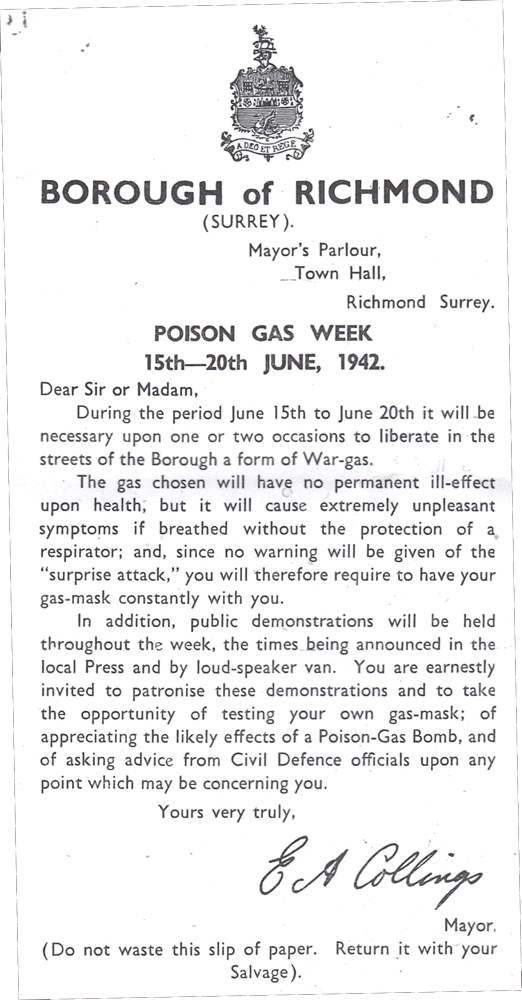 A DEO ET REGE
BOROUGH of RICHMOND
(SURREY).
Mayor's Parlour,
Town Hall,
Richmond Surrey.
POISON GAS WEEK
15th—20th JUNE, 1942.
Dear Sir or Madam,
During the period June 15th to June 20th it will be
necessary upon one or two occasions to liberate in the
streets of the Borough a form of War-gas.
The gas chosen will have no permanent ill-effect
upon health, but it will cause extremely unpleasant
symptoms if breathed without the protection of a
respirator; and, since no warning will be given of the
“surprise attack,” you will therefore require to have your
gas-mask constantly with you.
In addition, public demonstrations will be held
throughout the week, the times being announced in the
local Press and by loud-speaker van. You are earnestly
invited to patronise these demonstrations and to take
the opportunity of testing your own gas-mask; of
appreciating the likely effects of a Poison-Gas Bomb, and
of asking advice from Civil Defence officials upon any
point which may be concerning you.
Yours very truly,
E A Collings
Mayor.
(Do not waste this slip of paper. Return it with your
Salvage).